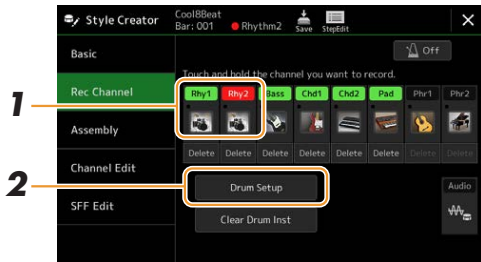 Style Creator
Cool8Beat
Bar: 001 Rhythm2
Save StepEdit
Basic
Off
Touch and hold the channel you want to record.
Rec Channel
Rhy1 Rhy2 Bass Chd1 Chd2 Pad Phr1 Phr2
1
Assembly
Delete Delete Delete Delete Delete Delete Delete Delete
Channel Edit
2
Drum Setup
Audio
SFF Edit
Clear Drum Inst